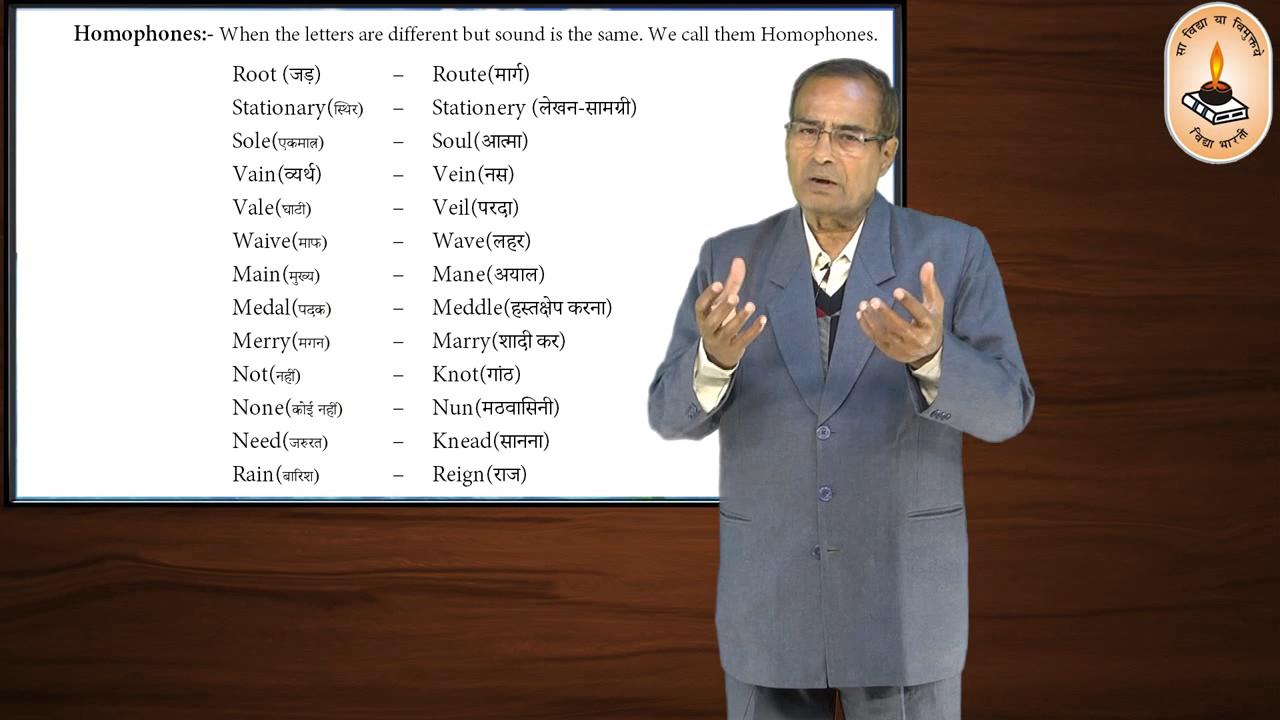 Homophones:- When the letters are different but sound is the same. We call them Homophones.
Root (जड़) – Route(मार्ग)
Stationary(स्थिर) – Stationery (लेखन-सामग्री)
Sole(एकमात्र) – Soul(आत्मा)
Vain(व्यर्थ) – Vein(नस)
Vale(घाटी) – Veil(परदा)
Waive(माफ) – Wave(लहर)
Main(मुख्य) – Mane(अयाल)
Medal(पदक) – Meddle(हस्तक्षेप करना)
Merry(मगन) – Marry(शादी कर)
Not(नहीं) – Knot(गांठ)
None(कोई नहीं) – Nun(मठवासिनी)
Need(जरुरत) – Knead(सानना)
Rain(बारिश) – Reign(राज)
सा विद्या या विमुक्तये
विद्या भारती